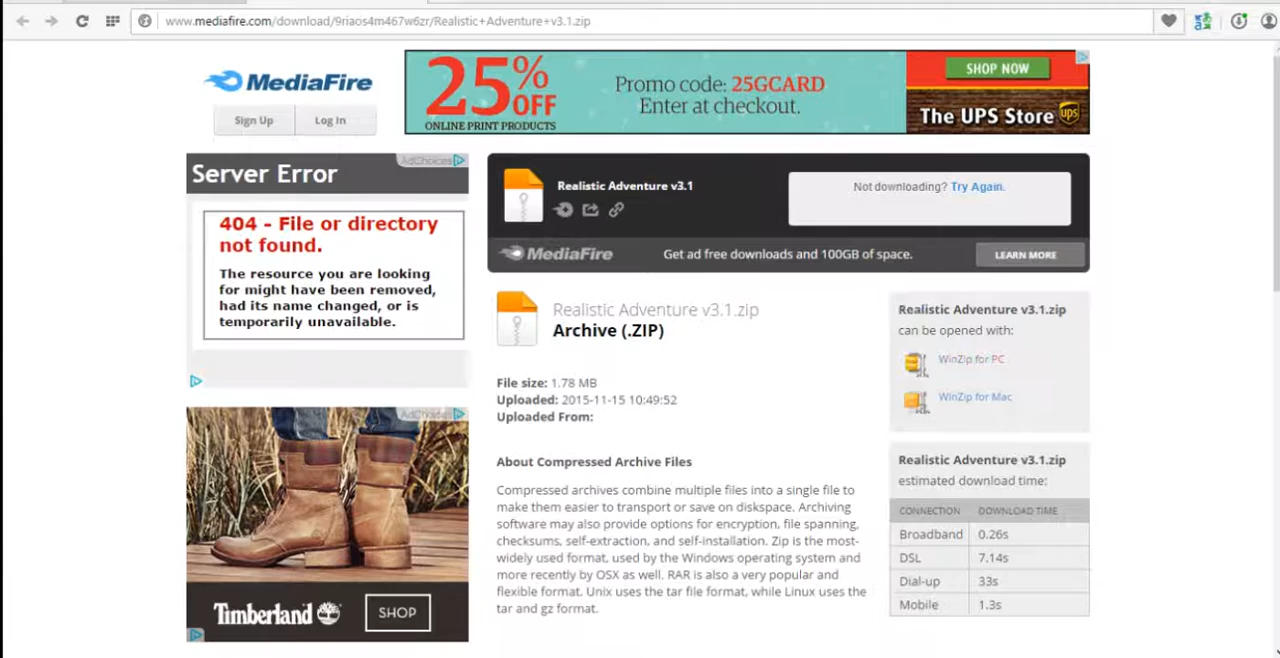 www.mediafire.com/download/9riaos4m467w6zr/Realistic+Adventure+v3.1.zip
MediaFire
Sign Up
Log In
25% OFF
ONLINE PRINT PRODUCTS
Promo code: 25GCARD
Enter at checkout.
SHOP NOW
The UPS Store
ups
AdChoices
Server Error
404 - File or directory
not found.
The resource you are looking
for might have been removed,
had its name changed, or is
temporarily unavailable.
Realistic Adventure v3.1
Not downloading? Try Again.
MediaFire
Get ad free downloads and 100GB of space.
LEARN MORE
Realistic Adventure v3.1.zip
Archive (.ZIP)
File size: 1.78 MB
Uploaded: 2015-11-15 10:49:52
Uploaded From:
About Compressed Archive Files
Compressed archives combine multiple files into a single file to
make them easier to transport or save on diskspace. Archiving
software may also provide options for encryption, file spanning,
checksums, self-extraction, and self-installation. Zip is the most-
widely used format, used by the Windows operating system and
more recently by OSX as well. RAR is also a very popular and
flexible format. Unix uses the tar file format, while Linux uses the
tar and gz format.
Realistic Adventure v3.1.zip
can be opened with:
WinZip for PC
WinZip for Mac
Realistic Adventure v3.1.zip
estimated download time:
CONNECTION DOWNLOAD TIME
Broadband 0.26s
DSL 7.14s
Dial-up 33s
Mobile 1.3s
AdChoices
Timberland
SHOP